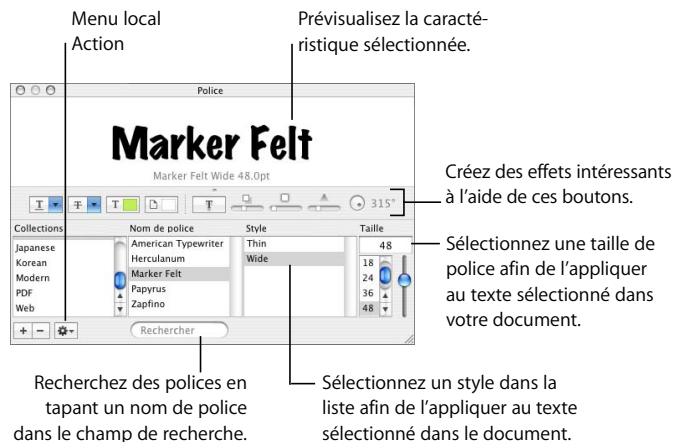 Menu local
Action
Prévisualisez la caracté-
ristique sélectionnée.
Police
Marker Felt
Marker Felt Wide 48.0pt
T T T T 315°
Créez des effets intéressants
à l'aide de ces boutons.
Collections Nom de police Style Taille
Japanese
Korean
Modern
PDF
Web
American Typewriter
Herculanum
Marker Felt
Papyrus
Zapfino
Thin
Wide
48
18
24
36
48
Sélectionnez une taille de
police afin de l'appliquer
au texte sélectionné dans
votre document.
Rechercher
Recherchez des polices en
tapant un nom de police
dans le champ de recherche.
Sélectionnez un style dans la
liste afin de l'appliquer au texte
sélectionné dans le document.